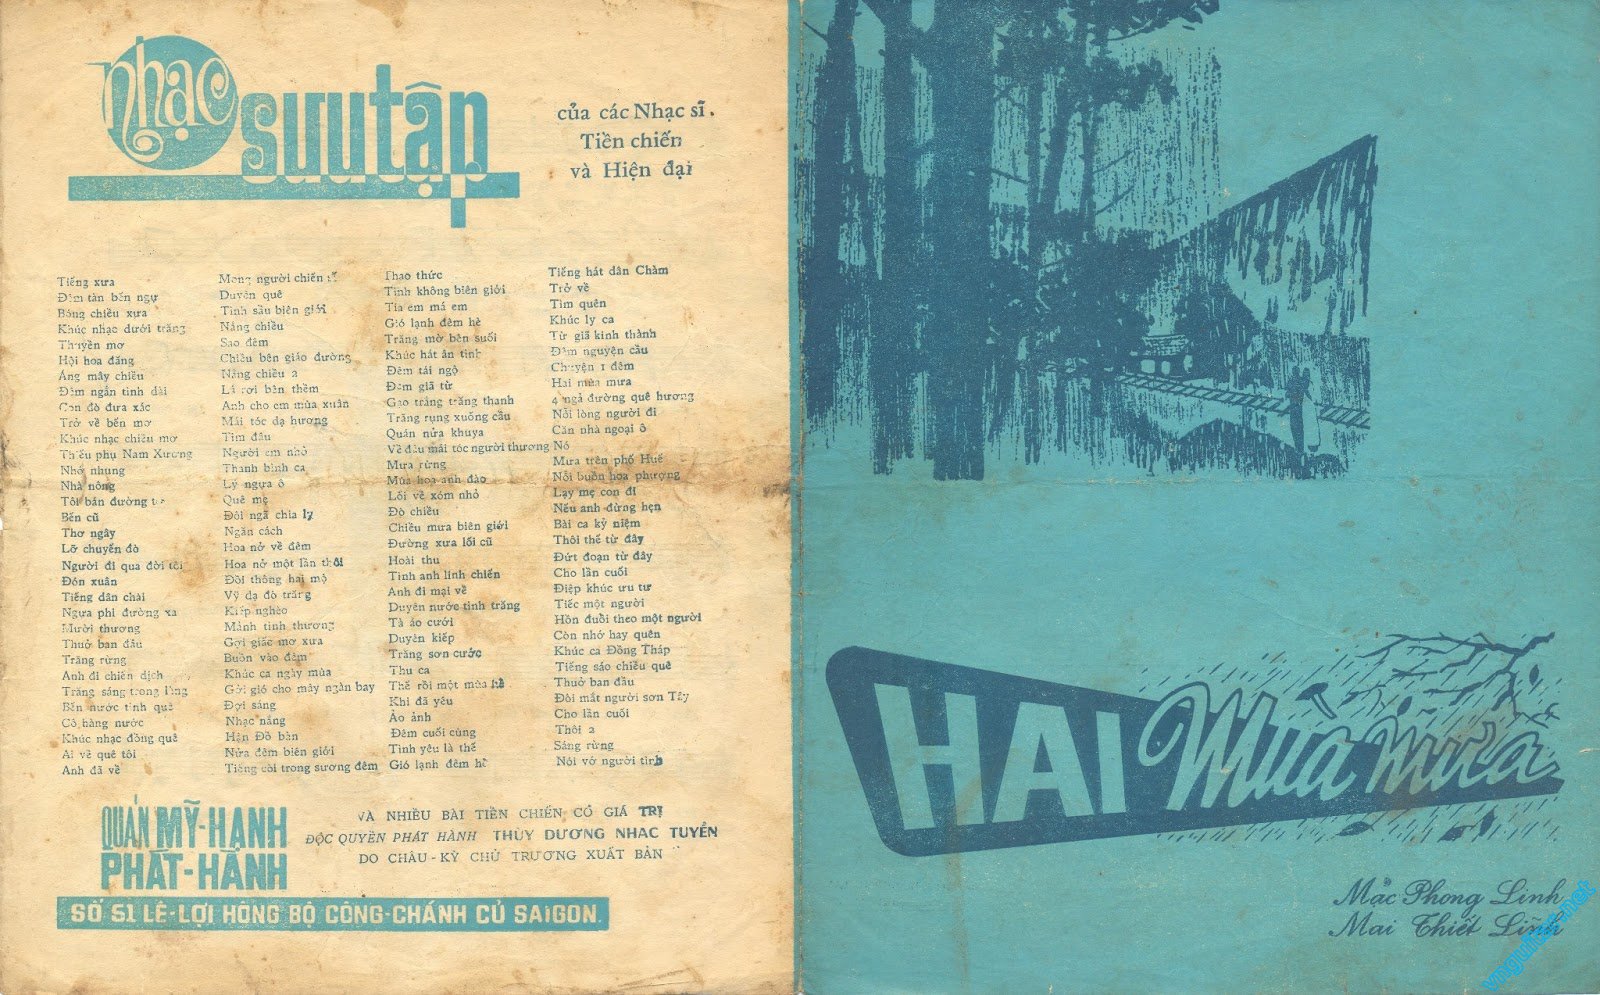 nhạc
sưu tập
của các Nhạc sĩ
Tiền chiến
và Hiện đại
Tiếng xưa
Đêm tàn bến ngự
Bóng chiều xưa
Khúc nhạc dưới trăng
Thuyền mơ
Hội hoa đăng
Áng mây chiều
Đêm ngắn tình dài
Con đò đưa xác
Trở về bến mơ
Khúc nhạc chiều mơ
Thiếu phụ Nam Xương
Nhớ nhung
Nhà nông
Tôi bán đường tơ
Bến cũ
Thơ ngây
Lỡ chuyến đò
Người đi qua đời tôi
Đón xuân
Tiếng dân chài
Ngựa phi đường xa
Mười thương
Thuở ban đầu
Trăng rừng
Anh đi chiến dịch
Trăng sáng trong làng
Bến nước tình quê
Cô hàng nước
Khúc nhạc đồng quê
Ai về quê tôi
Anh đã về
Mong người chiến sĩ
Duyên quê
Tình sầu biên giới
Nắng chiều
Sao đêm
Chiều bên giáo đường
Nắng chiều 2
Lá rơi bên thềm
Anh cho em mùa xuân
Mái tóc dạ hương
Tìm đâu
Người em nhỏ
Thanh bình ca
Lý ngựa ô
Quê mẹ
Đôi ngã chia ly
Ngăn cách
Hoa nở về đêm
Hoa nở một lần thôi
Đồi thông hai mộ
Vỹ dạ đò trăng
Kiếp nghèo
Mảnh tình thương
Gợi giấc mơ xưa
Buồn vào đêm
Khúc ca ngày mùa
Gởi gió cho mây ngàn bay
Đợi sáng
Nhạc nắng
Hận Đồ bàn
Nửa đêm biên giới
Tiếng còi trong sương đêm
Thao thức
Tình không biên giới
Tia em má em
Gió lạnh đêm hè
Trăng mờ bên suối
Khúc hát ân tình
Đêm tái ngộ
Đêm giã từ
Gạo trắng trăng thanh
Trăng rụng xuống cầu
Quán nửa khuya
Về đâu mái tóc người thương
Mưa rừng
Mùa hoa anh đào
Lối về xóm nhỏ
Đò chiều
Chiều mưa biên giới
Đường xưa lối cũ
Hoài thu
Tình anh lính chiến
Anh đi mai về
Duyên nước tình trăng
Tà áo cưới
Duyên kiếp
Trăng sơn cước
Thu ca
Thế rồi một mùa hè
Khi đã yêu
Ảo ảnh
Đêm cuối cùng
Tình yêu là thế
Gió lạnh đêm hè
Tiếng hát dân Chàm
Trở về
Tìm quên
Khúc ly ca
Từ giã kinh thành
Đêm nguyện cầu
Chuyện 1 đêm
Hai mùa mưa
4 ngả đường quê hương
Nỗi lòng người đi
Căn nhà ngoại ô
Nó
Mưa trên phố Huế
Nỗi buồn hoa phượng
Lạy mẹ con đi
Nếu anh đừng hẹn
Bài ca kỷ niệm
Thôi thế từ đây
Đứt đoạn từ đây
Cho lần cuối
Điệp khúc ưu tư
Tiếc một người
Hồn đuổi theo một người
Còn nhớ hay quên
Khúc ca Đồng Tháp
Tiếng sáo chiều quê
Thuở ban đầu
Đôi mắt người sơn Tây
Cho lần cuối
Thôi 2
Sáng rừng
Nói vớ người tình
QUÁN MỸ-HẠNH
PHÁT-HÀNH
VÀ NHIỀU BÀI TIỀN CHIẾN CÓ GIÁ TRỊ
ĐỘC QUYỀN PHÁT HÀNH THÙY DƯƠNG NHẠC TUYỂN
DO CHÂU-KỲ CHỦ TRƯƠNG XUẤT BẢN
SỐ 51 LÊ-LỢI HÔNG BỘ CÔNG-CHÁNH CŨ SAIGON.
HAI Mùa mưa
Mặc Phong Linh
Mai Thiết Lĩnh
vnguitar.net